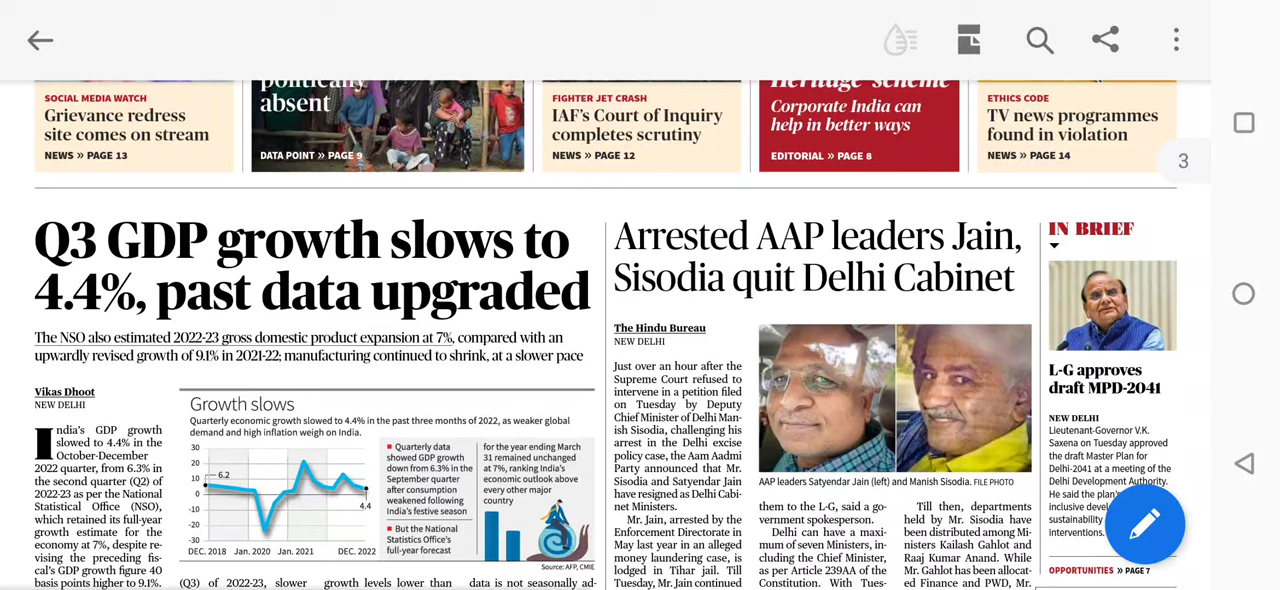 SOCIAL MEDIA WATCH
Grievance redress
site comes on stream
NEWS » PAGE 13
politically
absent
DATA POINT » PAGE 9
FIGHTER JET CRASH
IAF's Court of Inquiry
completes scrutiny
NEWS » PAGE 12
'Heritage' scheme
Corporate India can
help in better ways
EDITORIAL » PAGE 8
ETHICS CODE
TV news programmes
found in violation
NEWS » PAGE 14
3
Q3 GDP growth slows to
4.4%, past data upgraded
The NSO also estimated 2022-23 gross domestic product expansion at 7%, compared with an
upwardly revised growth of 9.1% in 2021-22; manufacturing continued to shrink, at a slower pace
Vikas Dhoot
NEW DELHI
India's GDP growth
slowed to 4.4% in the
October-December
2022 quarter, from 6.3% in
the second quarter (Q2) of
2022-23 as per the National
Statistical Office (NSO),
which retained its full-year
growth estimate for the
economy at 7%, despite re-
vising the preceding fis-
cal's GDP growth figure 40
basis points higher to 9.1%.
Growth slows
Quarterly economic growth slowed to 4.4% in the past three months of 2022, as weaker global
demand and high inflation weigh on India.
30
20
10
0
-10
-20
-30
6.2
4.4
DEC. 2018 Jan. 2020 Jan. 2021 DEC. 2022
Quarterly data
showed GDP growth
down from 6.3% in the
September quarter
after consumption
weakened following
India's festive season
But the National
Statistics Office's
full-year forecast
for the year ending March
31 remained unchanged
at 7%, ranking India's
economic outlook above
every other major
country
Source: AFP, CMIE
(Q3) of 2022-23, slower
growth levels lower than
data is not seasonally ad-
Arrested AAP leaders Jain,
Sisodia quit Delhi Cabinet
The Hindu Bureau
NEW DELHI
Just over an hour after the
Supreme Court refused to
intervene in a petition filed
on Tuesday by Deputy
Chief Minister of Delhi Man-
ish Sisodia, challenging his
arrest in the Delhi excise
policy case, the Aam Aadmi
Party announced that Mr.
Sisodia and Satyendar Jain
have resigned as Delhi Cabi-
net Ministers.
Mr. Jain, arrested by the
Enforcement Directorate in
May last year in an alleged
money laundering case, is
lodged in Tihar jail. Till
Tuesday, Mr. Jain continued
AAP leaders Satyendar Jain (left) and Manish Sisodia. FILE PHOTO
them to the L-G, said a go-
vernment spokesperson.
Delhi can have a maxi-
mum of seven Ministers, in-
cluding the Chief Minister,
as per Article 239AA of the
Constitution. With Tues-
Till then, departments
held by Mr. Sisodia have
been distributed among Mi-
nisters Kailash Gahlot and
Raaj Kumar Anand. While
Mr. Gahlot has been allocat-
ed Finance and PWD, Mr.
IN BRIEF
L-G approves
draft MPD-2041
NEW DELHI
Lieutenant-Governor V.K.
Saxena on Tuesday approved
the draft Master Plan for
Delhi-2041 at a meeting of the
Delhi Development Authority.
He said the plan's
inclusive
sustainability
interventions.
OPPORTUNITIES » PAGE 7